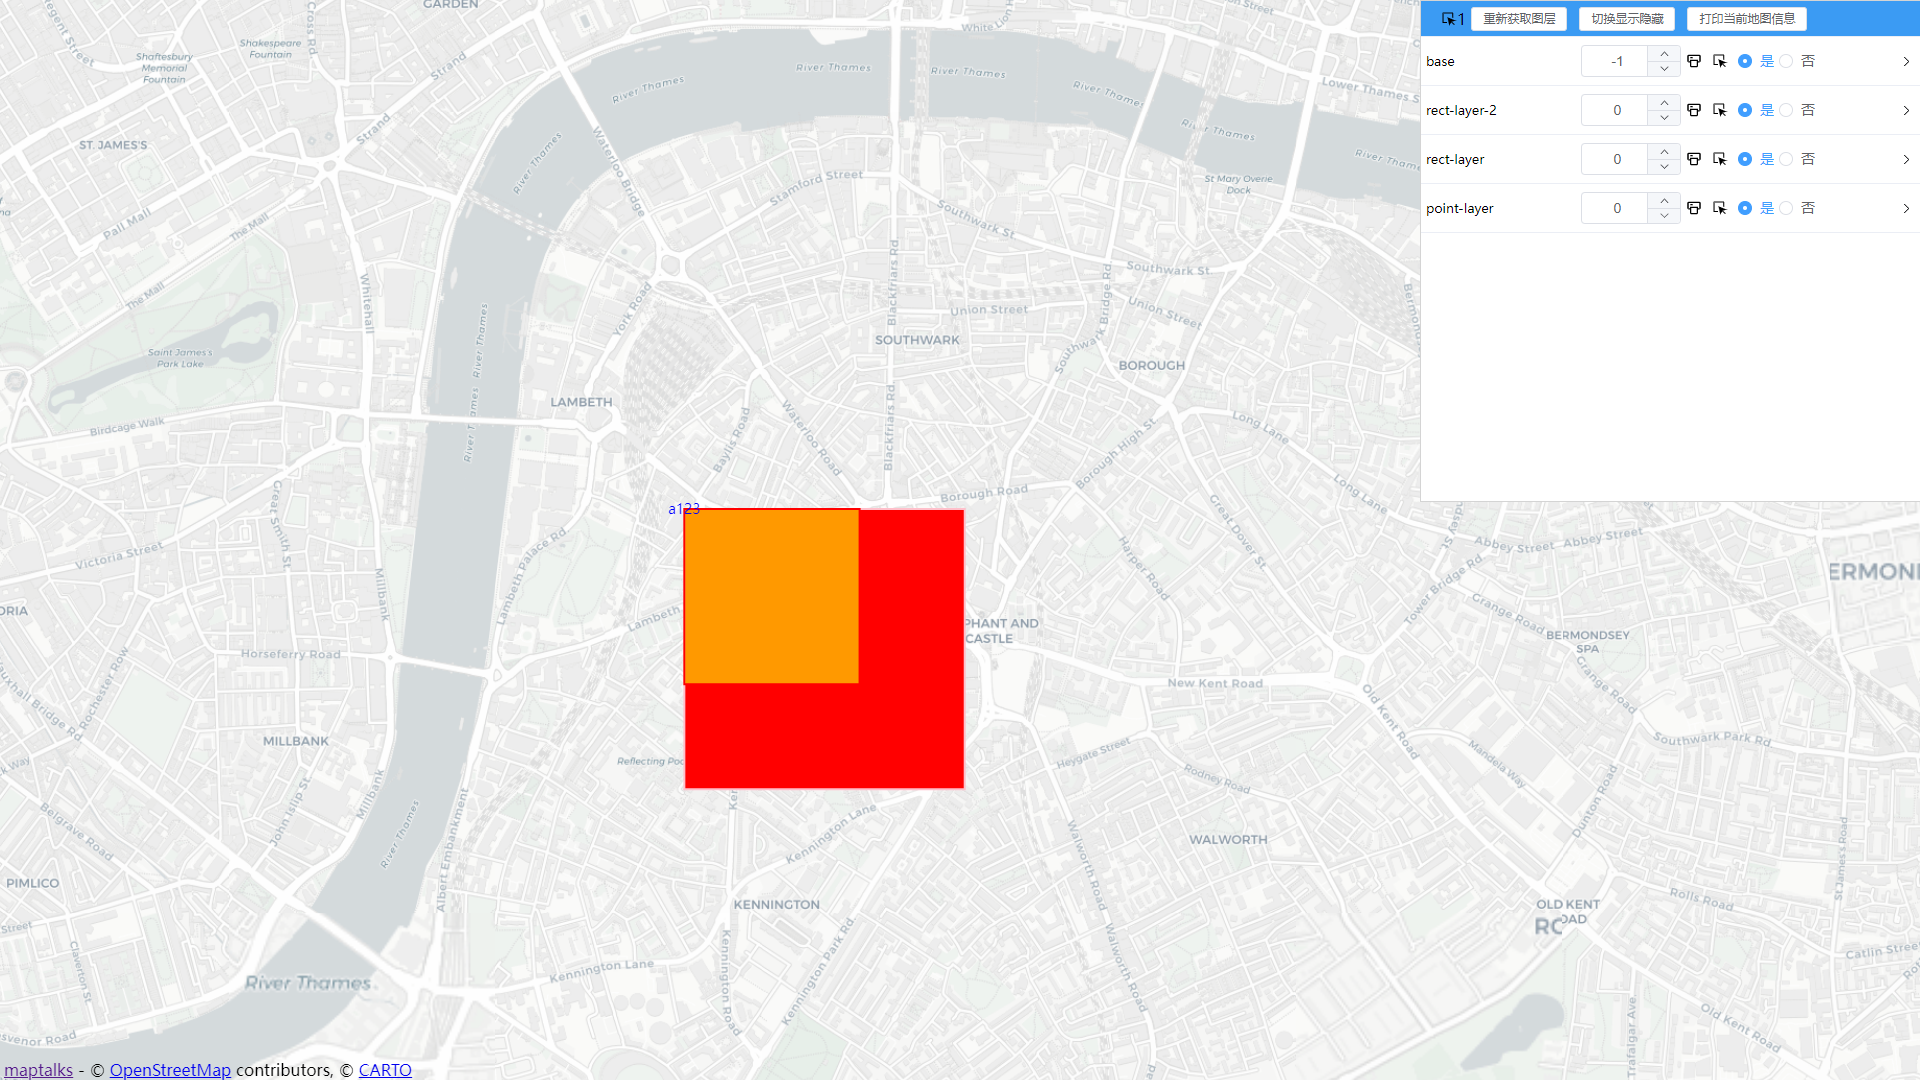 1 重新获取图层 切换显示隐藏 打印当前地图信息
base -1 是 否
rect-layer-2 0 是 否
rect-layer 0 是 否
point-layer 0 是 否
GARDEN
Cross Rd
White Lion H
Shakespeare
Fountain
Shaftesbury
Memorial
Fountain
Strand
River Thames
River Thames
River Thames
River Thames
River Thames
River Thames
River Thames
Lower Thames S
ST. JAMES'S
Strand
Waterloo Bridge
Stamford Street
St Mary Overie
Dock
Pall Mall
The Mall
Southwark St
Blackfriars Rd
Southwark St
The Mall
Whitehall
York Road
Union Street
Union Street
Southwark Bridge Rd
River Thames
River Thames
Saint James's
Park Lake
SOUTHWARK
BOROUGH
LAMBETH
Birdcage Walk
Baylis Road
Waterloo Road
Blackfriars Rd
Borough High St
Long Lane
Long Lane
Borough Road
Great Smith St
Great Dover St
a123
Victoria Street
Lambeth Palace Rd
Harper Road
Abbey Street
Abbey Street
Tower Bridge Rd
ERMON
Millbank
Lambeth
Grange Road
ORIA
PHANT AND
CASTLE
BERMONDSEY
SPA
Horseferry Road
Vauxhall Bridge Rd
Rochester Row
New Kent Road
Grange Road
Old Kent Road
MILLBANK
Heygate Street
Southwark Park Rd
Mandela Way
Reflecting Poo
Rodney Road
John Islip St
Millbank
Dunton Road
Belgrave Road
River Thames
Albert Embankment
Kennington Lane
Walworth Road
WALWORTH
PIMLICO
KENNINGTON
OLD KENT
ROAD
Rolls Road
St James's Road
Street
Claverton St
Kennington Lane
Kennington Road
Kennington Park Rd.
Walworth Road
Catlin Street
River Thames
Old Kent Road
Trafalgar Ave
svenor Road
maptalks - © OpenStreetMap contributors, © CARTO